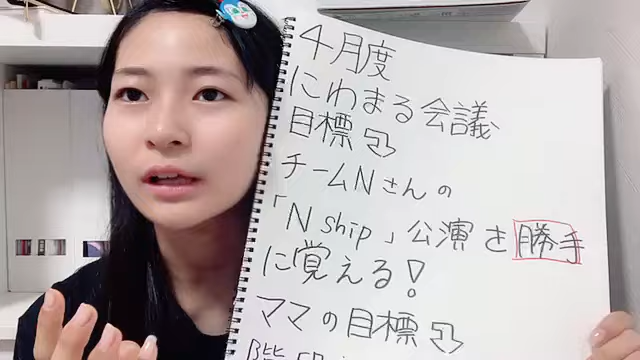 4月度
にわまる会議
目標
チームNさんの
「N ship」公演を勝手
に覚える!
ママの目標